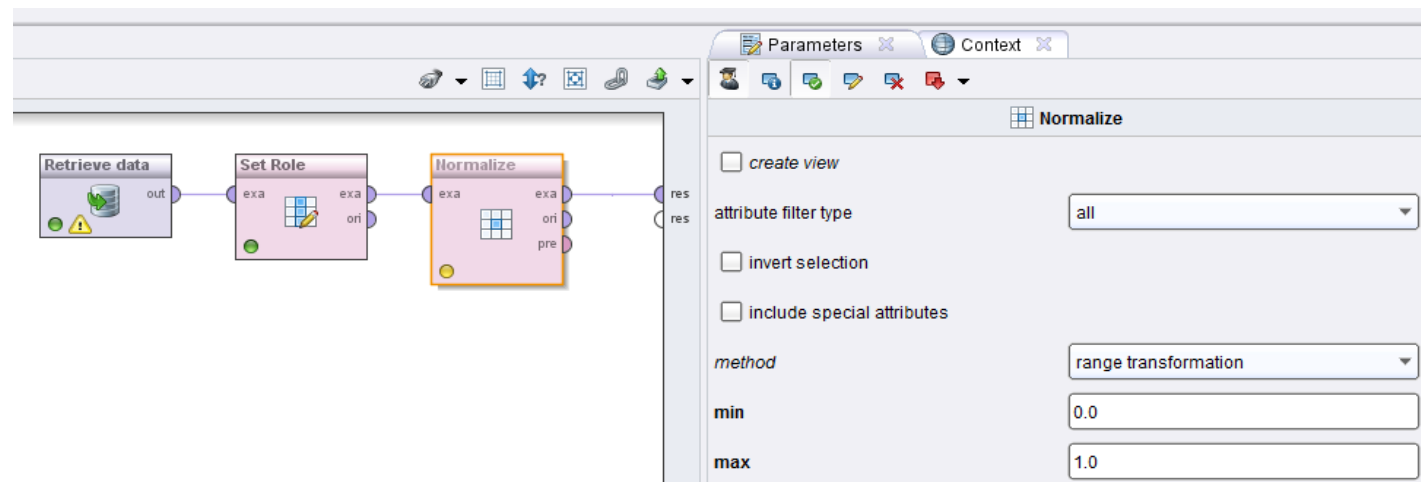 Parameters
Context
Normalize
Retrieve data
out
Set Role
exa
exa
ori
Normalize
exa
exa
ori
pre
res
res
create view
attribute filter type
all
invert selection
include special attributes
method
range transformation
min
0.0
max
1.0